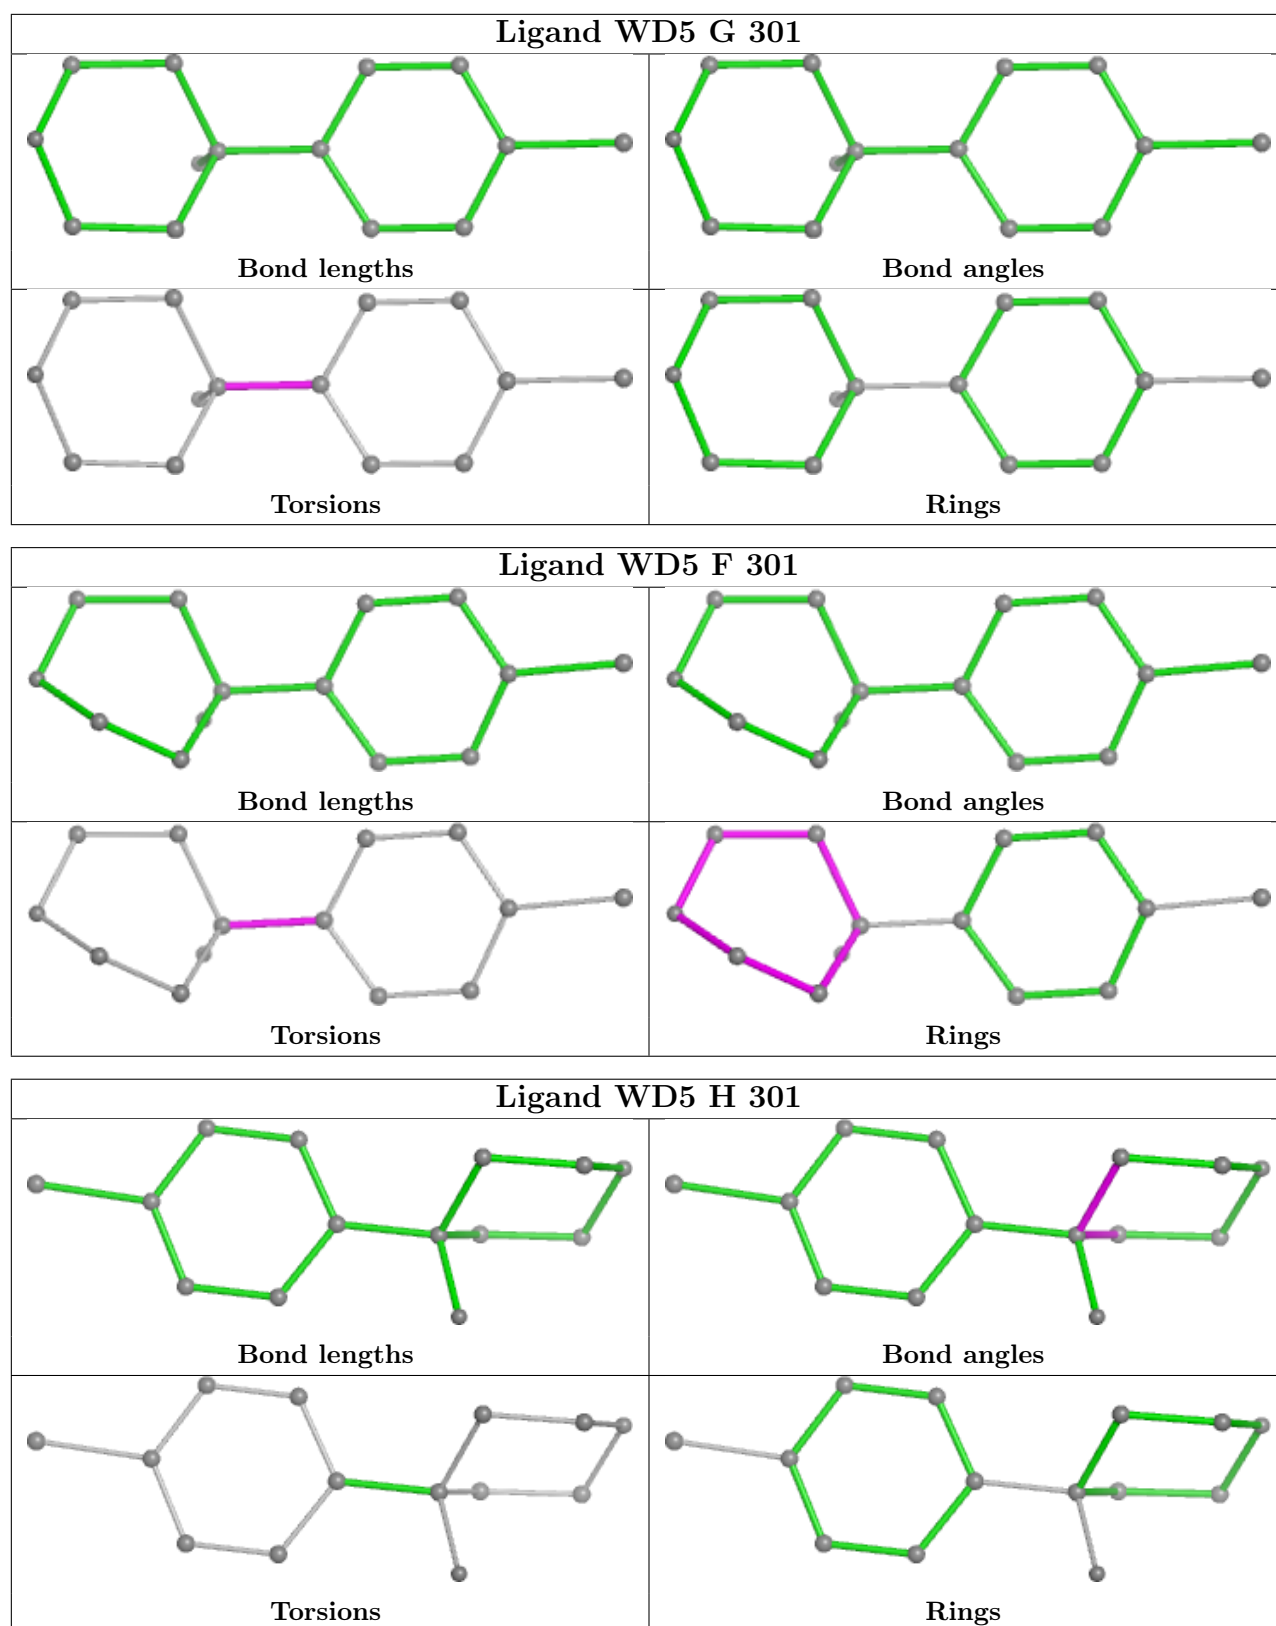 Ligand WD5 G 301
Bond lengths
Bond angles
Torsions
Rings
Ligand WD5 F 301
Bond lengths
Bond angles
Torsions
Rings
Ligand WD5 H 301
Bond lengths
Bond angles
Torsions
Rings